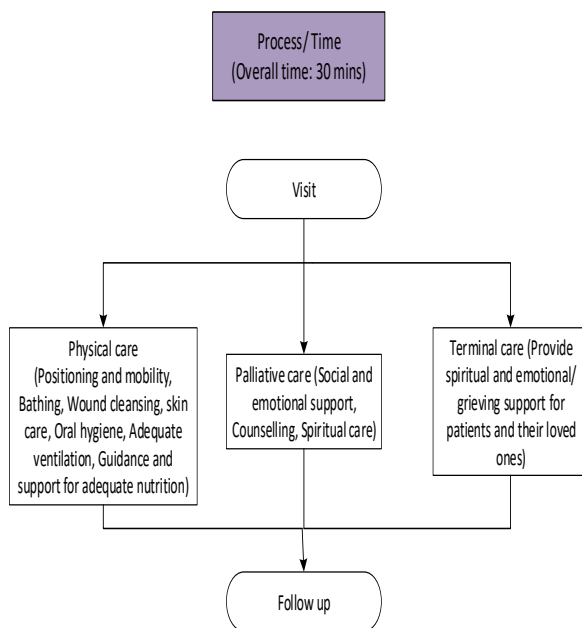 Process/ Time
(Overall time: 30 mins)
Visit
Physical care
(Positioning and mobility,
Bathing, Wound cleansing, skin
care, Oral hygiene, Adequate
ventilation, Guidance and
support for adequate nutrition)
Palliative care (Social and
emotional support,
Counselling, Spiritual care)
Terminal care (Provide
spiritual and emotional/
grieving support for
patients and their loved
ones)
Follow up